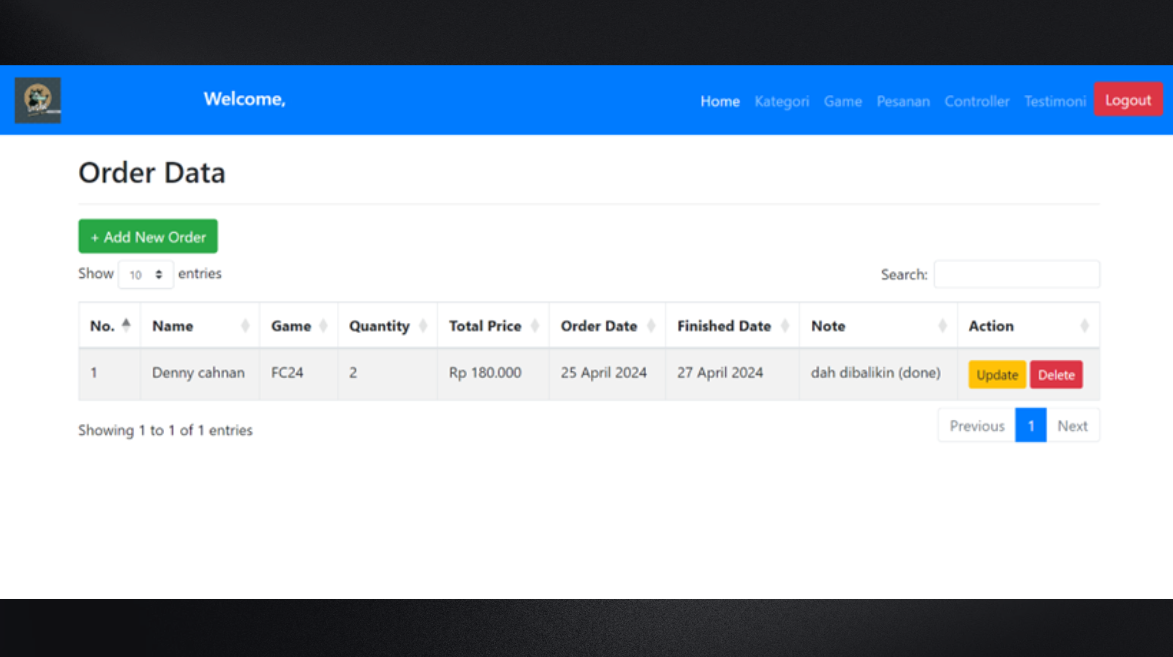 Welcome,
Home Kategori Game Pesanan Controller Testimoni Logout
Order Data
+ Add New Order
Show 10 entries
Search:
No. Name Game Quantity Total Price Order Date Finished Date Note Action
1 Denny cahnan FC24 2 Rp 180.000 25 April 2024 27 April 2024 dah dibalikin (done) Update Delete
Showing 1 to 1 of 1 entries
Previous 1 Next